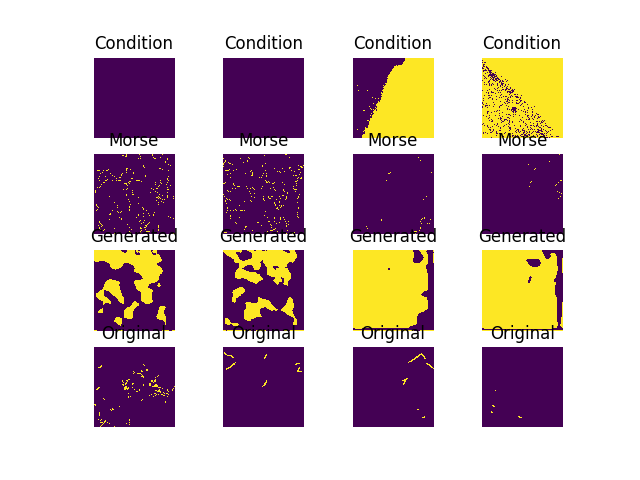 Condition Condition Condition Condition
Morse Morse Morse Morse
Generated Generated Generated Generated
Original Original Original Original